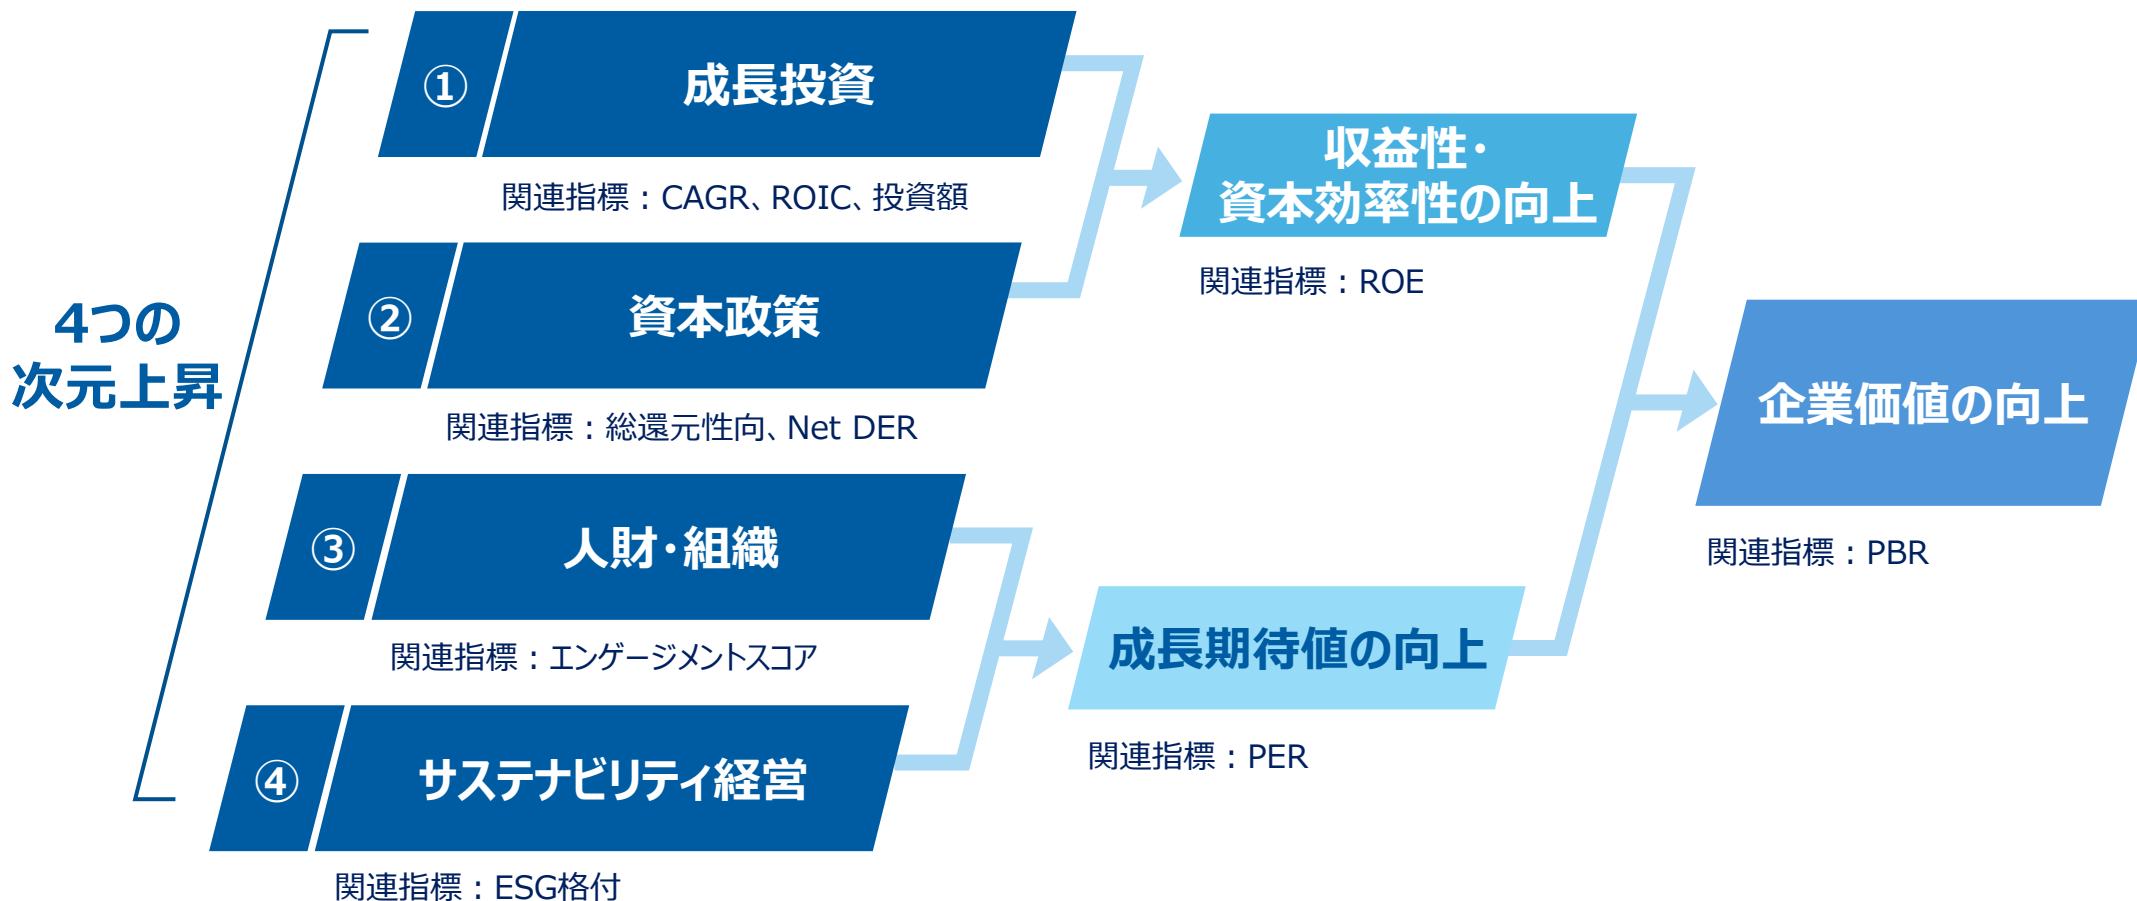 4つの
次元上昇
①
成長投資
関連指標：CAGR、ROIC、投資額
②
資本政策
関連指標：総還元性向、Net DER
③
人財・組織
関連指標：エンゲージメントスコア
④
サステナビリティ経営
関連指標：ESG格付
収益性・
資本効率性の向上
関連指標：ROE
成長期待値の向上
関連指標：PER
企業価値の向上
関連指標：PBR